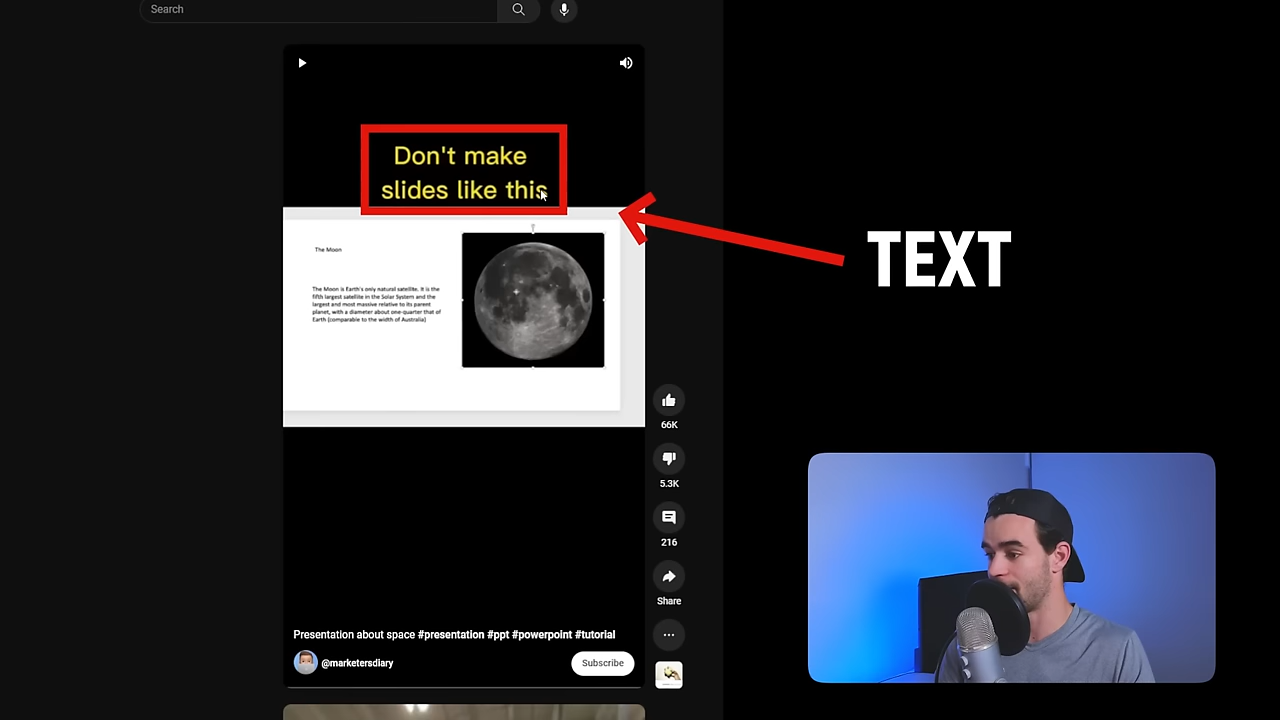 Search
Don't make
slides like this
The Moon
The Moon is Earth's only natural satellite. It is the
fifth largest satellite in the Solar System and the
largest and most massive relative to its parent
planet, with a diameter about one-quarter that of
Earth (comparable to the width of Australia)
TEXT
66K
5.3K
216
Share
Presentation about space #presentation #ppt #powerpoint #tutorial
@marketersdiary
Subscribe